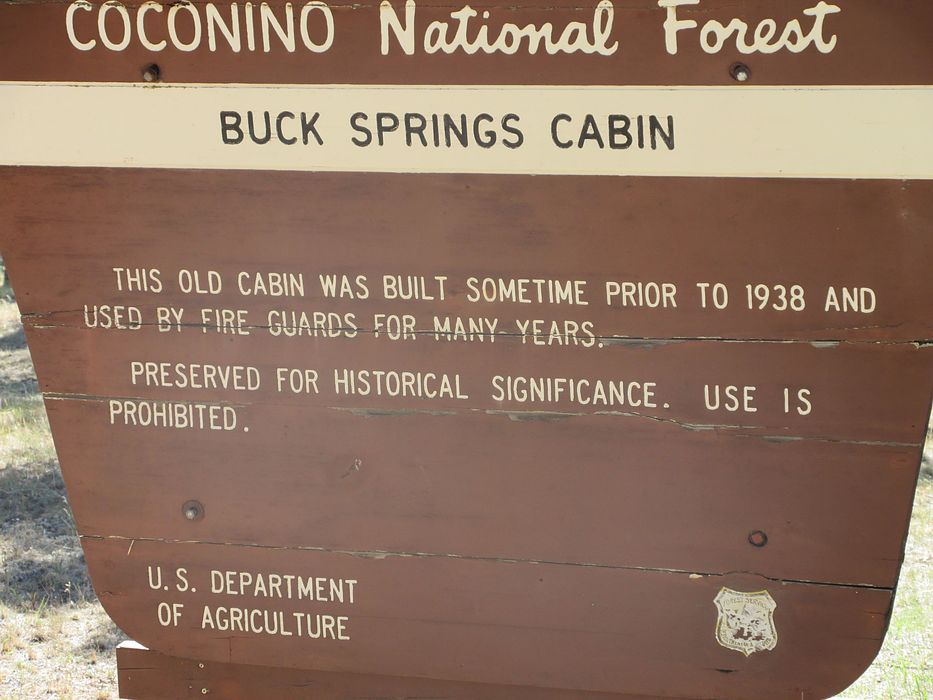 COCONINO National Forest
BUCK SPRINGS CABIN
THIS OLD CABIN WAS BUILT SOMETIME PRIOR TO 1938 AND
USED BY FIRE GUARDS FOR MANY YEARS.
PRESERVED FOR HISTORICAL SIGNIFICANCE. USE IS
PROHIBITED.
U.S. DEPARTMENT
OF AGRICULTURE